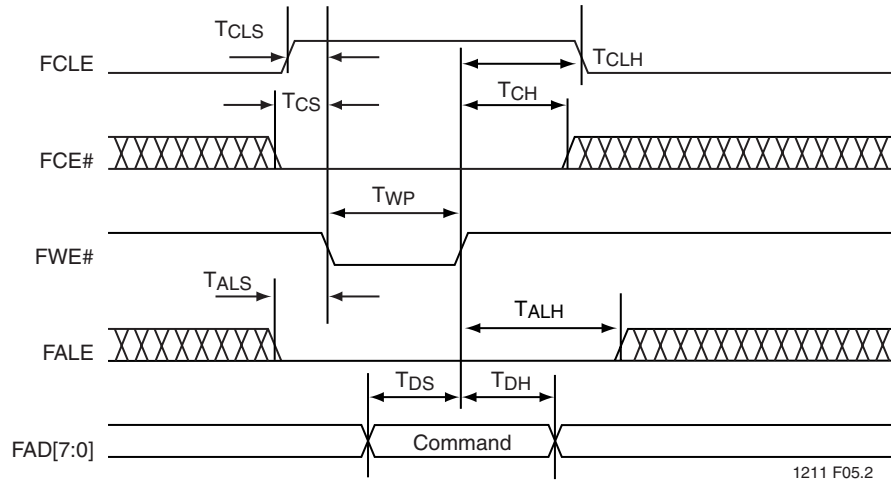 TCLS
FCLE
TCLH
TCS
TCH
FCE#
TWP
FWE#
TALS
TALH
FALE
TDS
TDH
FAD[7:0]
Command
1211 F05.2